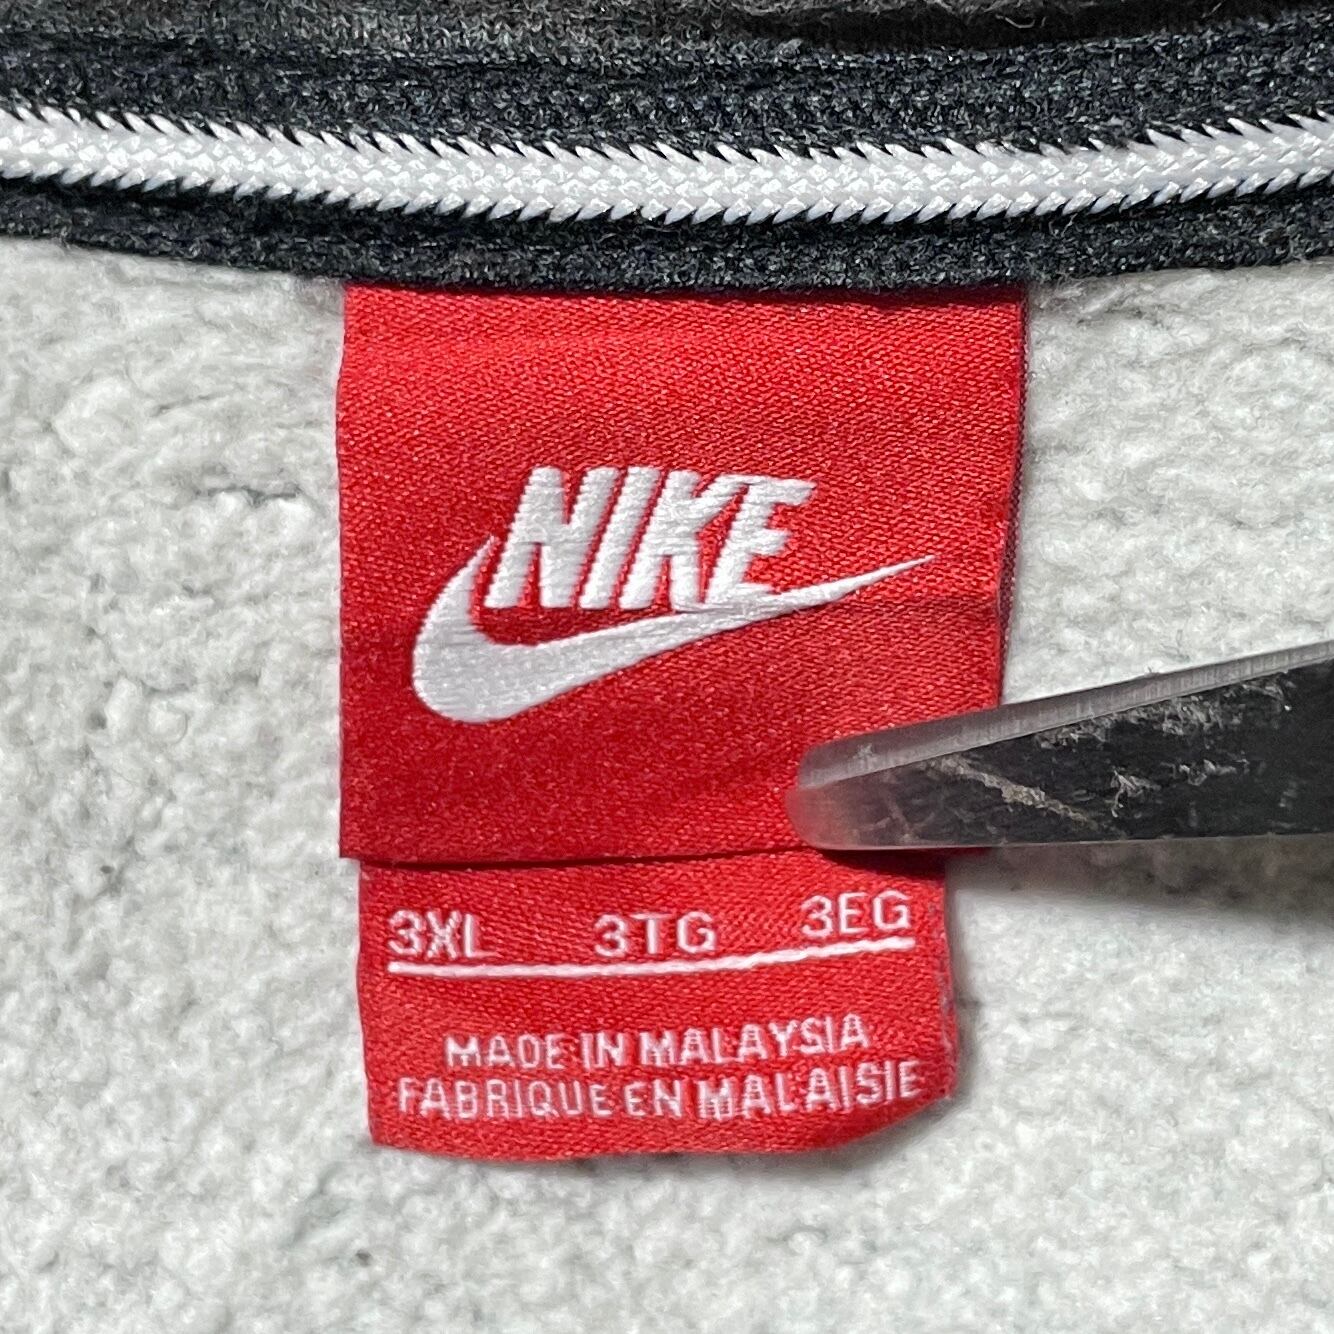 NIKE
3XL 3TG 3EG
MADE IN MALAYSIA
FABRIQUE EN MALAISIE